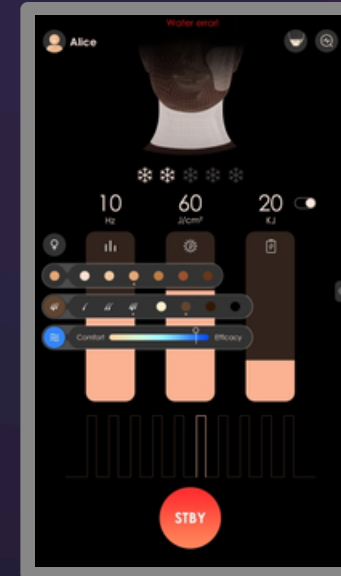 Water error!
Alice
10 60 20
Hz J/cm² KJ
Comfort Efficacy
STBY